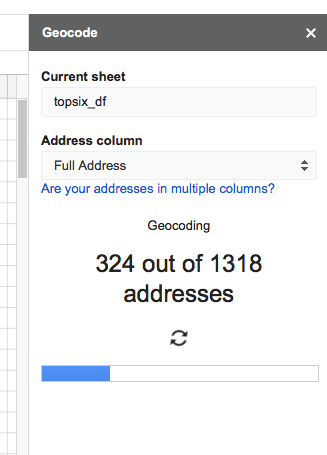 Geocode
Current sheet
topsix_df
Address column
Full Address
Are your addresses in multiple columns?
Geocoding
324 out of 1318
addresses